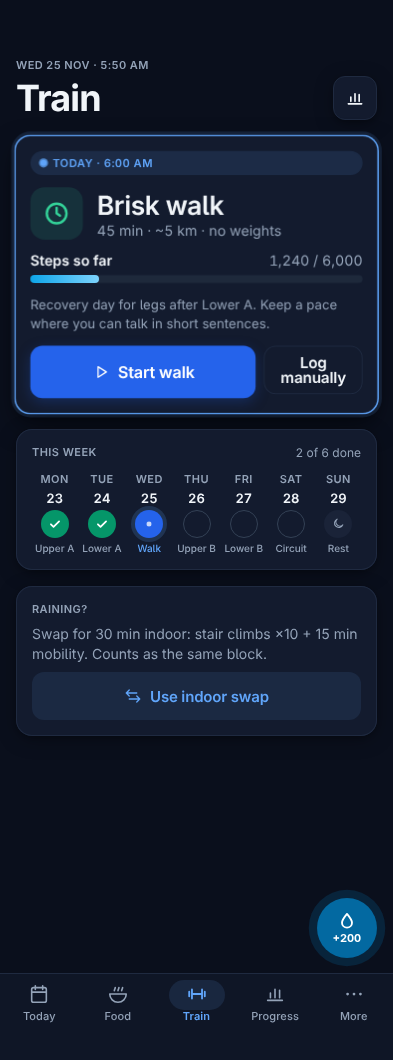 WED 25 NOV · 5:50 AM
Train
TODAY · 6:00 AM
Brisk walk
45 min · ~5 km · no weights
Steps so far 1,240 / 6,000
Recovery day for legs after Lower A. Keep a pace
where you can talk in short sentences.
Start walk
Log
manually
THIS WEEK 2 of 6 done
MON TUE WED THU FRI SAT SUN
23 24 25 26 27 28 29
Upper A Lower A Walk Upper B Lower B Circuit Rest
RAINING?
Swap for 30 min indoor: stair climbs ×10 + 15 min
mobility. Counts as the same block.
Use indoor swap
+200
Today Food Train Progress More